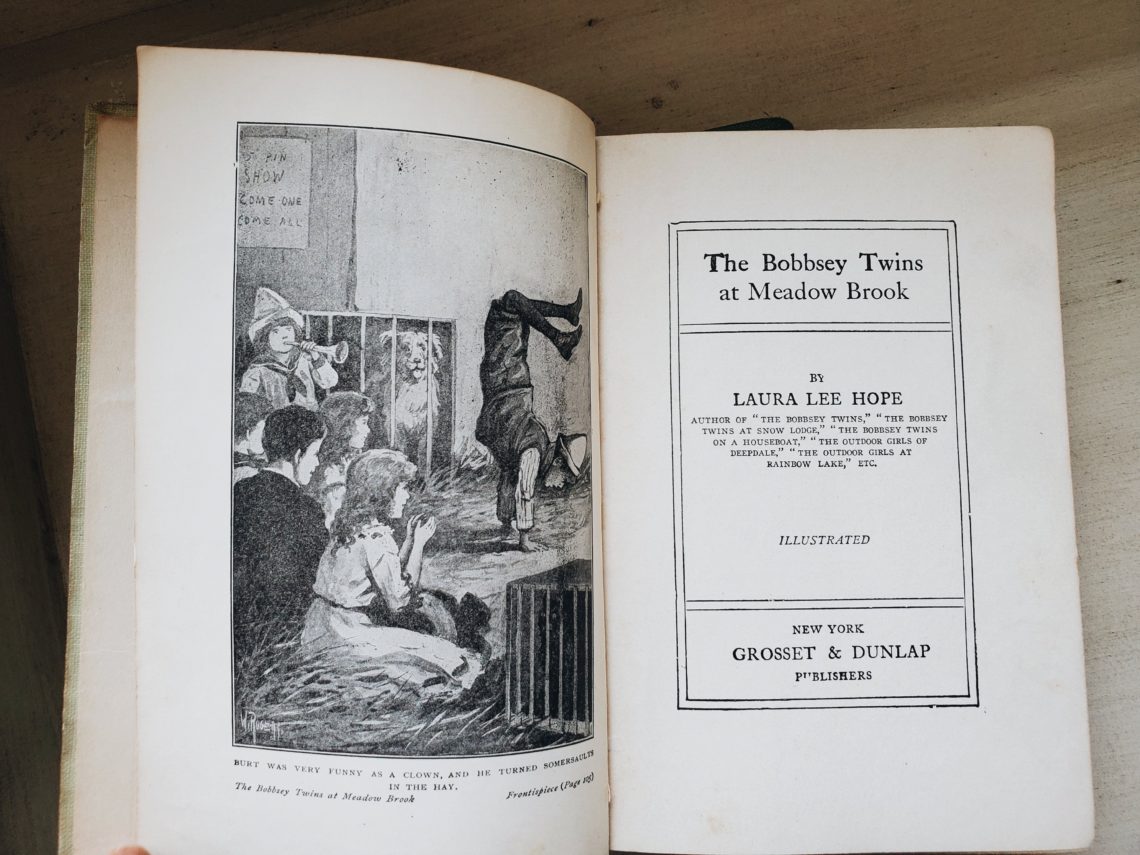 5 PIN
SHOW
COME ONE
COME ALL
BURT WAS VERY FUNNY AS A CLOWN, AND HE TURNED SOMERSAULTS
IN THE HAY.
The Bobbsey Twins at Meadow Brook
Frontispiece (Page 105)
The Bobbsey Twins
at Meadow Brook
BY
LAURA LEE HOPE
AUTHOR OF "THE BOBBSEY TWINS," "THE BOBBSEY
TWINS AT SNOW LODGE," "THE BOBBSEY TWINS
ON A HOUSEBOAT," "THE OUTDOOR GIRLS OF
DEEPDALE," "THE OUTDOOR GIRLS AT
RAINBOW LAKE," ETC.
ILLUSTRATED
NEW YORK
GROSSET & DUNLAP
PUBLISHERS